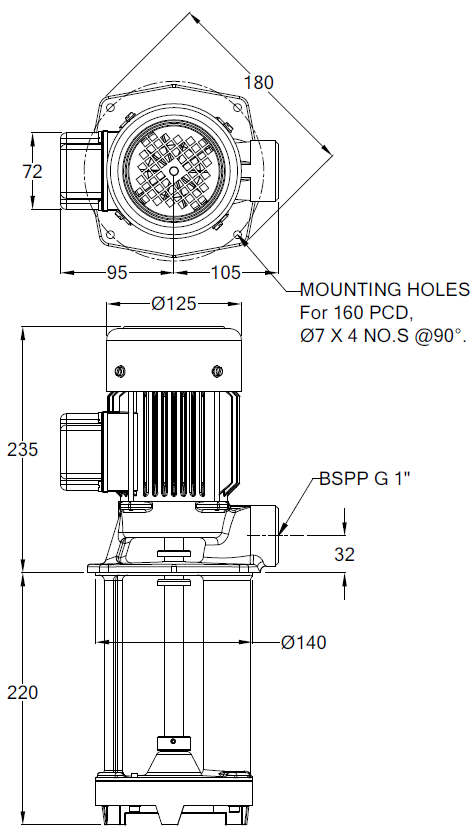 180
72
95
105
MOUNTING HOLES
For 160 PCD,
Ø7 X 4 NO.S @90°.
Ø125
235
BSPP G 1"
32
Ø140
220